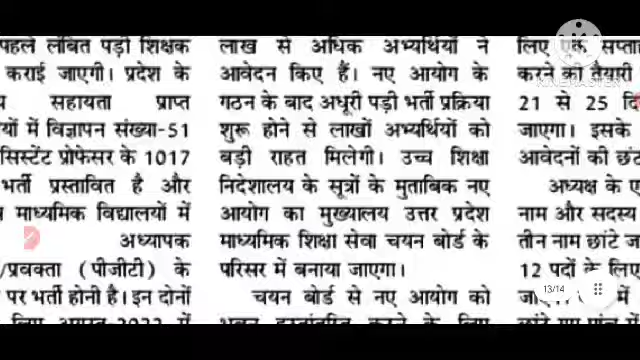 पहले लंबित पड़ी शिक्षक
कराई जाएगी। प्रदेश के
सहायता प्राप्त
में विज्ञापन संख्या-51
प्रोफेसर के 1017
भर्ती प्रस्तावित है और
माध्यमिक विद्यालयों में
अध्यापक
/प्रवक्ता (पीजीटी) के
पर भर्ती होनी है। इन दोनों
लाख से अधिक अभ्यर्थियों ने
आवेदन किए हैं। नए आयोग के
गठन के बाद अधूरी पड़ी भर्ती प्रक्रिया
शुरू होने से लाखों अभ्यर्थियों को
बड़ी राहत मिलेगी। उच्च शिक्षा
निदेशालय के सूत्रों के मुताबिक नए
आयोग का मुख्यालय उत्तर प्रदेश
माध्यमिक शिक्षा सेवा चयन बोर्ड के
परिसर में बनाया जाएगा।
चयन बोर्ड से नए आयोग को
लिए एक
करने की तैयारी
21 से 25
जाएगा। इसके
आवेदनों की
अध्यक्ष के
नाम और सदस्य
तीन नाम छांटे
12 पदों के लिए
में
13/14
KINEMASTER